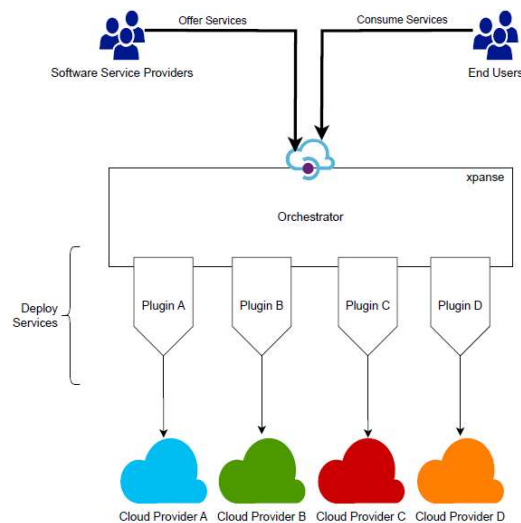 Offer Services
Consume Services
Software Service Providers
End Users
xpanse
Orchestrator
Plugin A
Plugin B
Plugin C
Plugin D
Deploy
Services
Cloud Provider A
Cloud Provider B
Cloud Provider C
Cloud Provider D